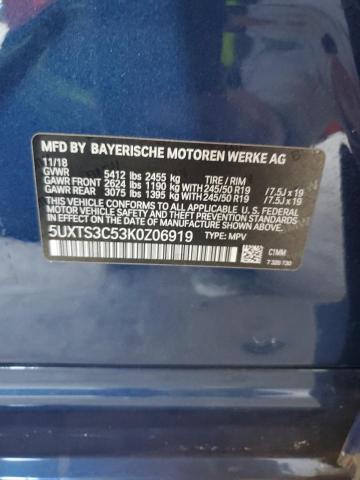 MFD BY BAYERISCHE MOTOREN WERKE AG
11/18
GVWR 5412 lbs 2455 kg TIRE / RIM
GAWR FRONT 2624 lbs 1190 kg WITH 245/50 R19 / 7.5J x 19
GAWR REAR 3075 lbs 1395 kg WITH 245/50 R19 / 7.5J x 19
THIS VEHICLE CONFORMS TO ALL APPLICABLE U.S. FEDERAL
MOTOR VEHICLE SAFETY AND THEFT PREVENTION STANDARDS
IN EFFECT ON THE DATE OF MANUFACTURE SHOWN ABOVE.
5UXTS3C53K0Z06919 TYPE: MPV
C1MM
7 320 730